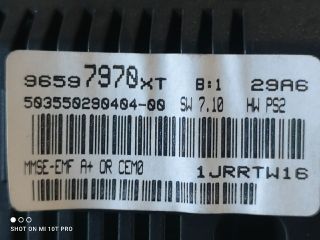 96597970XT B:1 29A6
503550290404-00 SW 7.10 HW PS2
MMSE-EMF A+ OR CEM0
1JRRTW16
SHOT ON MI 10T PRO